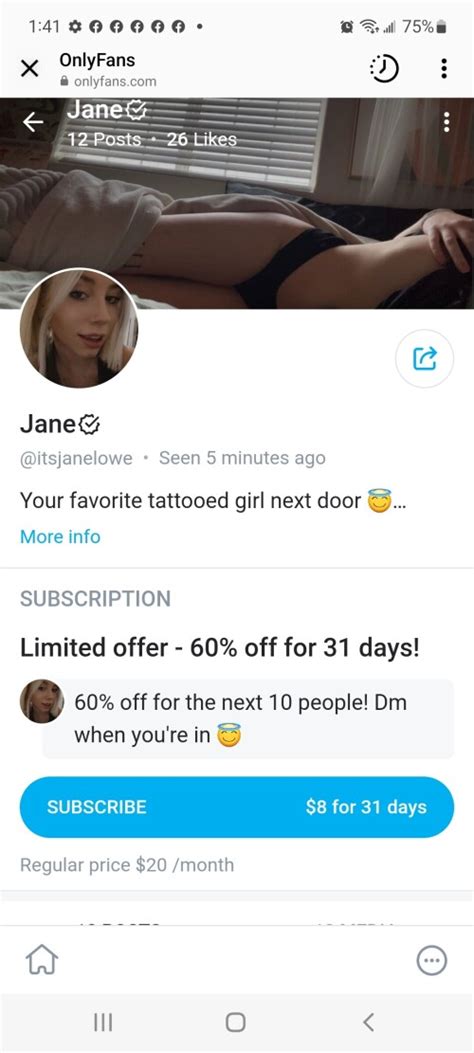 1:41
75%
OnlyFans
onlyfans.com
Jane
12 Posts • 26 Likes
Jane
@itsjanelowe • Seen 5 minutes ago
Your favorite tattooed girl next door 😇...
More info
SUBSCRIPTION
Limited offer - 60% off for 31 days!
60% off for the next 10 people! Dm
when you're in 😇
SUBSCRIBE $8 for 31 days
Regular price $20 /month